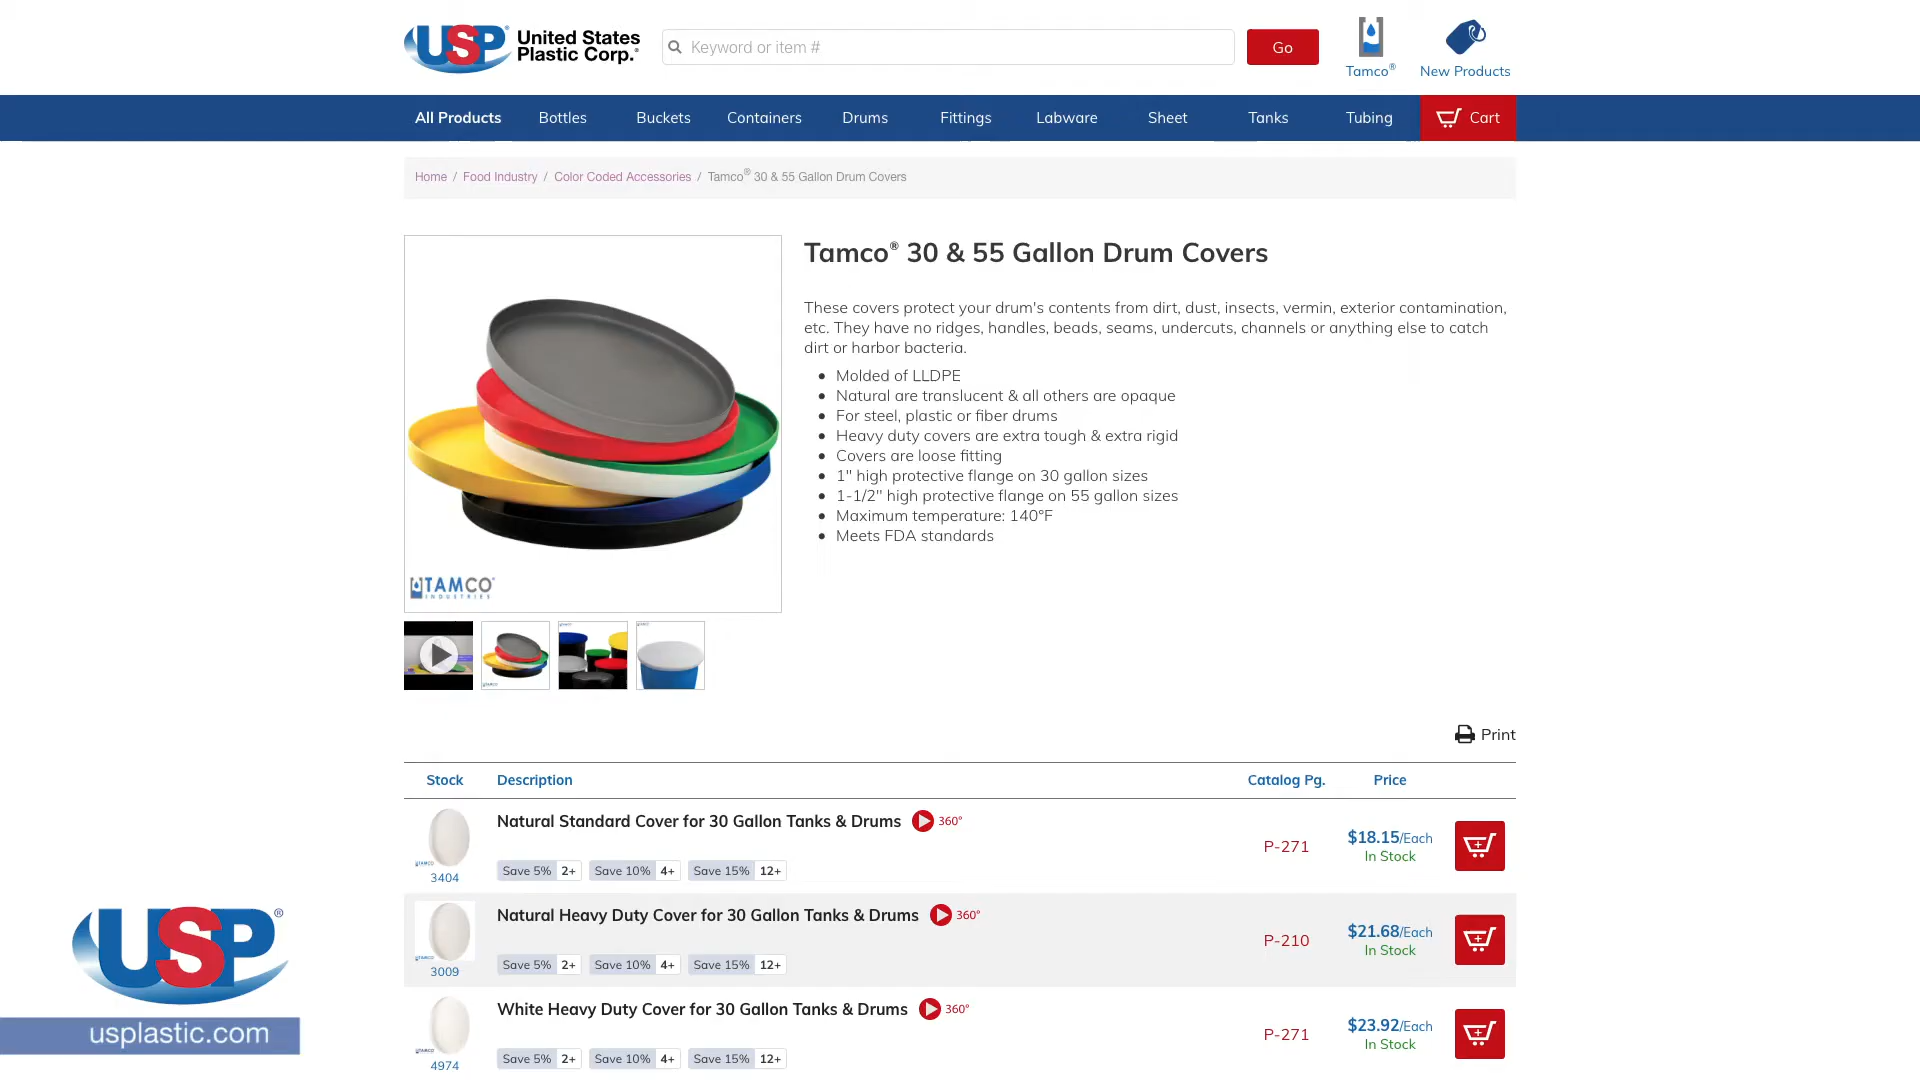 USP® United States Plastic Corp.®
Keyword or item #
Go
Tamco®
New Products
All Products
Bottles
Buckets
Containers
Drums
Fittings
Labware
Sheet
Tanks
Tubing
Cart
Home / Food Industry / Color Coded Accessories / Tamco® 30 & 55 Gallon Drum Covers
Tamco® 30 & 55 Gallon Drum Covers
These covers protect your drum's contents from dirt, dust, insects, vermin, exterior contamination,
etc. They have no ridges, handles, beads, seams, undercuts, channels or anything else to catch
dirt or harbor bacteria.
• Molded of LLDPE
• Natural are translucent & all others are opaque
• For steel, plastic or fiber drums
• Heavy duty covers are extra tough & extra rigid
• Covers are loose fitting
• 1" high protective flange on 30 gallon sizes
• 1-1/2" high protective flange on 55 gallon sizes
• Maximum temperature: 140°F
• Meets FDA standards
TAMCO®
INDUSTRIES
Print
Stock Description Catalog Pg. Price
Natural Standard Cover for 30 Gallon Tanks & Drums 360°
Save 5% 2+ Save 10% 4+ Save 15% 12+
3404
P-271
$18.15/Each
In Stock
Natural Heavy Duty Cover for 30 Gallon Tanks & Drums 360°
Save 5% 2+ Save 10% 4+ Save 15% 12+
3009
P-210
$21.68/Each
In Stock
White Heavy Duty Cover for 30 Gallon Tanks & Drums 360°
Save 5% 2+ Save 10% 4+ Save 15% 12+
4974
P-271
$23.92/Each
In Stock
USP®
usplastic.com